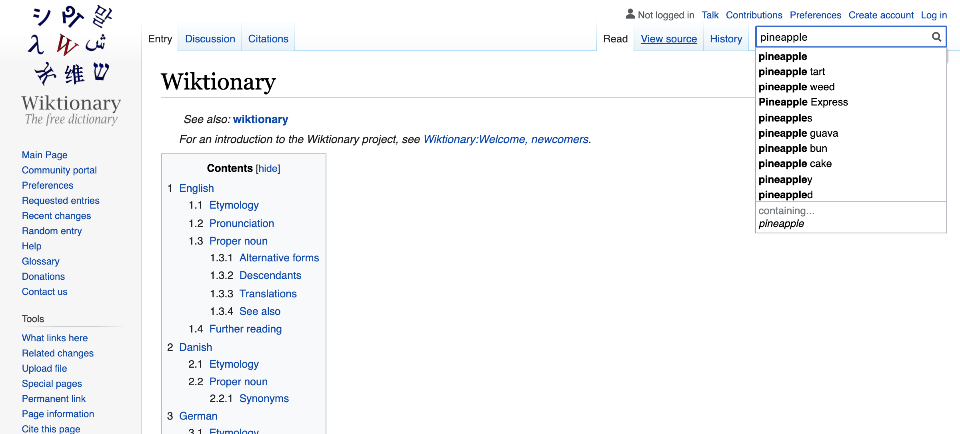 Not logged in Talk Contributions Preferences Create account Log in
Entry Discussion Citations Read View source History pineapple
pineapple
pineapple tart
pineapple weed
Pineapple Express
pineapples
pineapple guava
pineapple bun
pineapple cake
pineappley
pineappled
containing...
pineapple
Wiktionary
The free dictionary
Main Page
Community portal
Preferences
Requested entries
Recent changes
Random entry
Help
Glossary
Donations
Contact us
Tools
What links here
Related changes
Upload file
Special pages
Permanent link
Page information
Cite this page
Wiktionary
See also: wiktionary
For an introduction to the Wiktionary project, see Wiktionary:Welcome, newcomers.
Contents [hide]
1 English
1.1 Etymology
1.2 Pronunciation
1.3 Proper noun
1.3.1 Alternative forms
1.3.2 Descendants
1.3.3 Translations
1.3.4 See also
1.4 Further reading
2 Danish
2.1 Etymology
2.2 Proper noun
2.2.1 Synonyms
3 German
3.1 Etymology